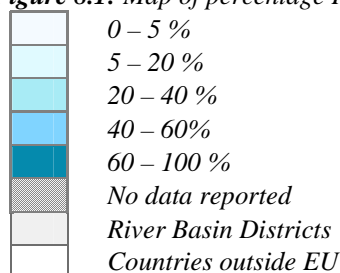 igure 8.1: Map of percentage
0 – 5 %
5 – 20 %
20 – 40 %
40 – 60%
60 – 100 %
No data reported
River Basin Districts
Countries outside EU